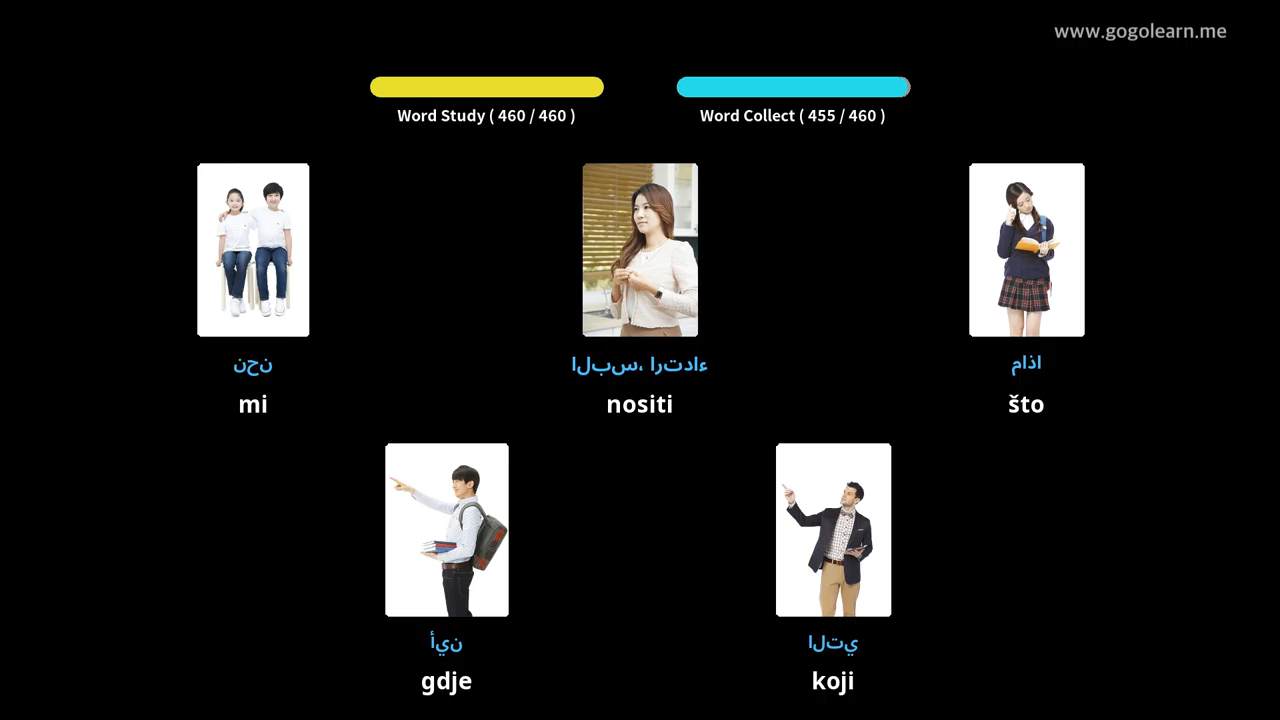 www.gogolearn.me
Word Study ( 460 / 460 )
Word Collect ( 455 / 460 )
نحن
mi
البس، ارتداء
nositi
ماذا
što
أين
gdje
التي
koji